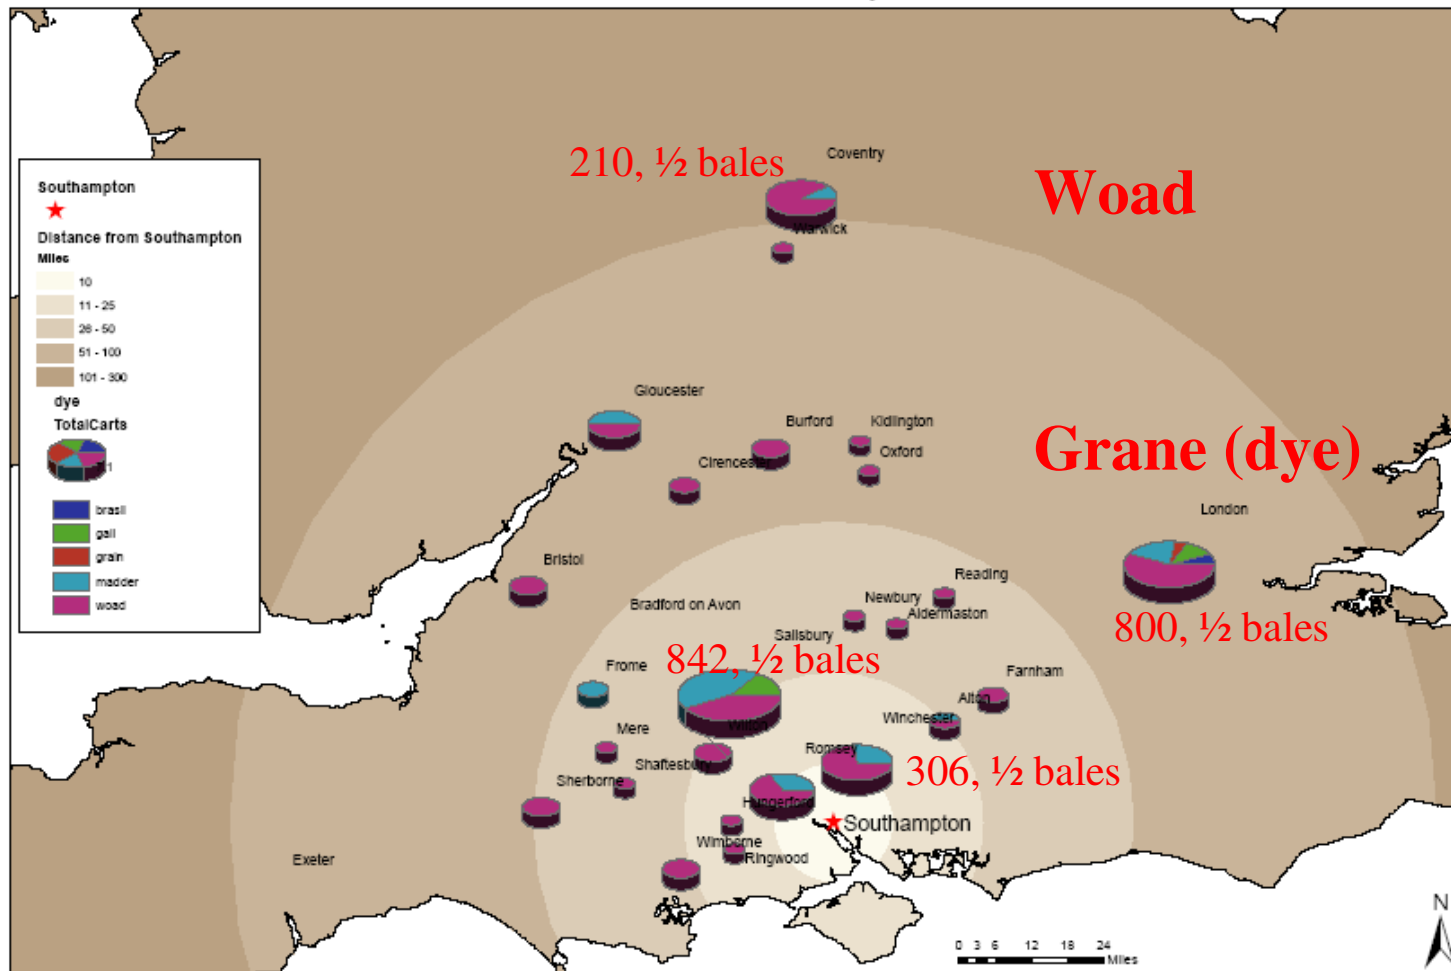 210, ½ bales
Coventry
Woad
Warwick
Southampton
Distance from Southampton
Miles
10
11 - 25
26 - 50
51 - 100
101 - 300
dye
TotalCarts
brasil
gall
grain
madder
woad
Gloucester
Burford
Kidlington
Cirencester
Oxford
Grane (dye)
London
Bristol
Bradford on Avon
Reading
Newbury
Aldermaston
Salisbury
800, ½ bales
842, ½ bales
Frome
Farnham
Alton
Winchester
Wilton
Mere
Romsey
Shaftesbury
306, ½ bales
Sherborne
Hungerford
Southampton
Wimborne
Ringwood
Exeter
N
0 3 6 12 18 24
Miles